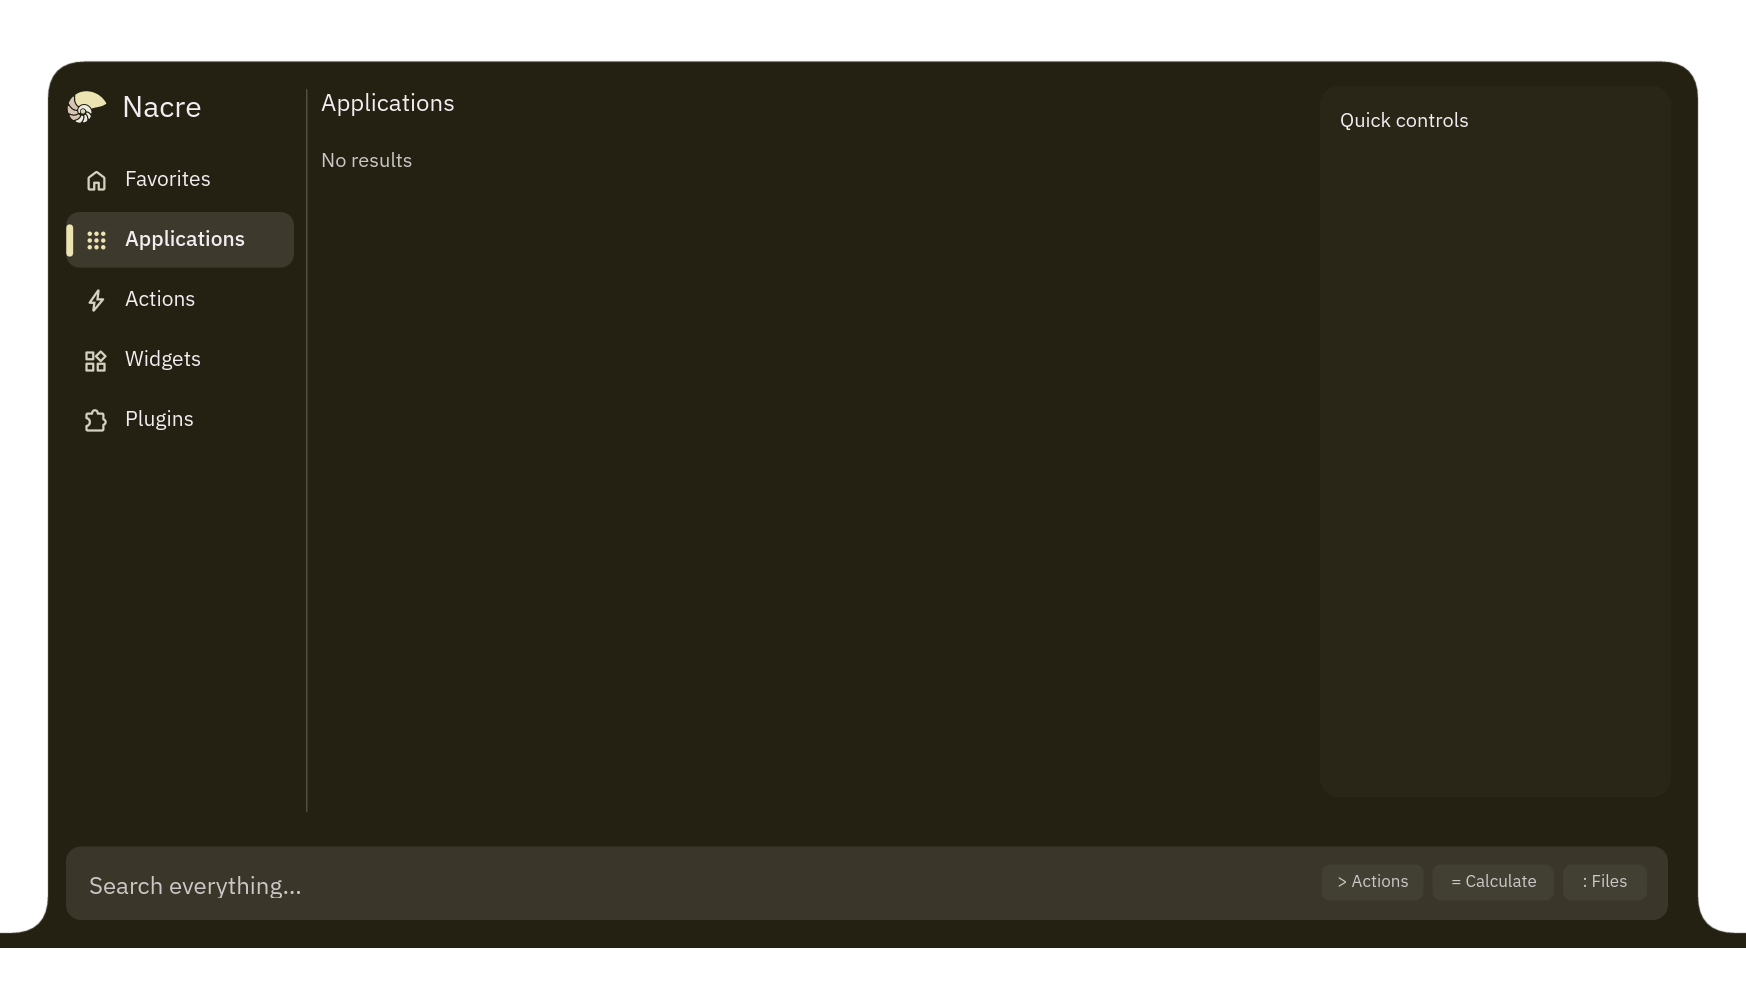 Nacre
Favorites
Applications
Actions
Widgets
Plugins
Applications
No results
Quick controls
Search everything...
> Actions
= Calculate
: Files